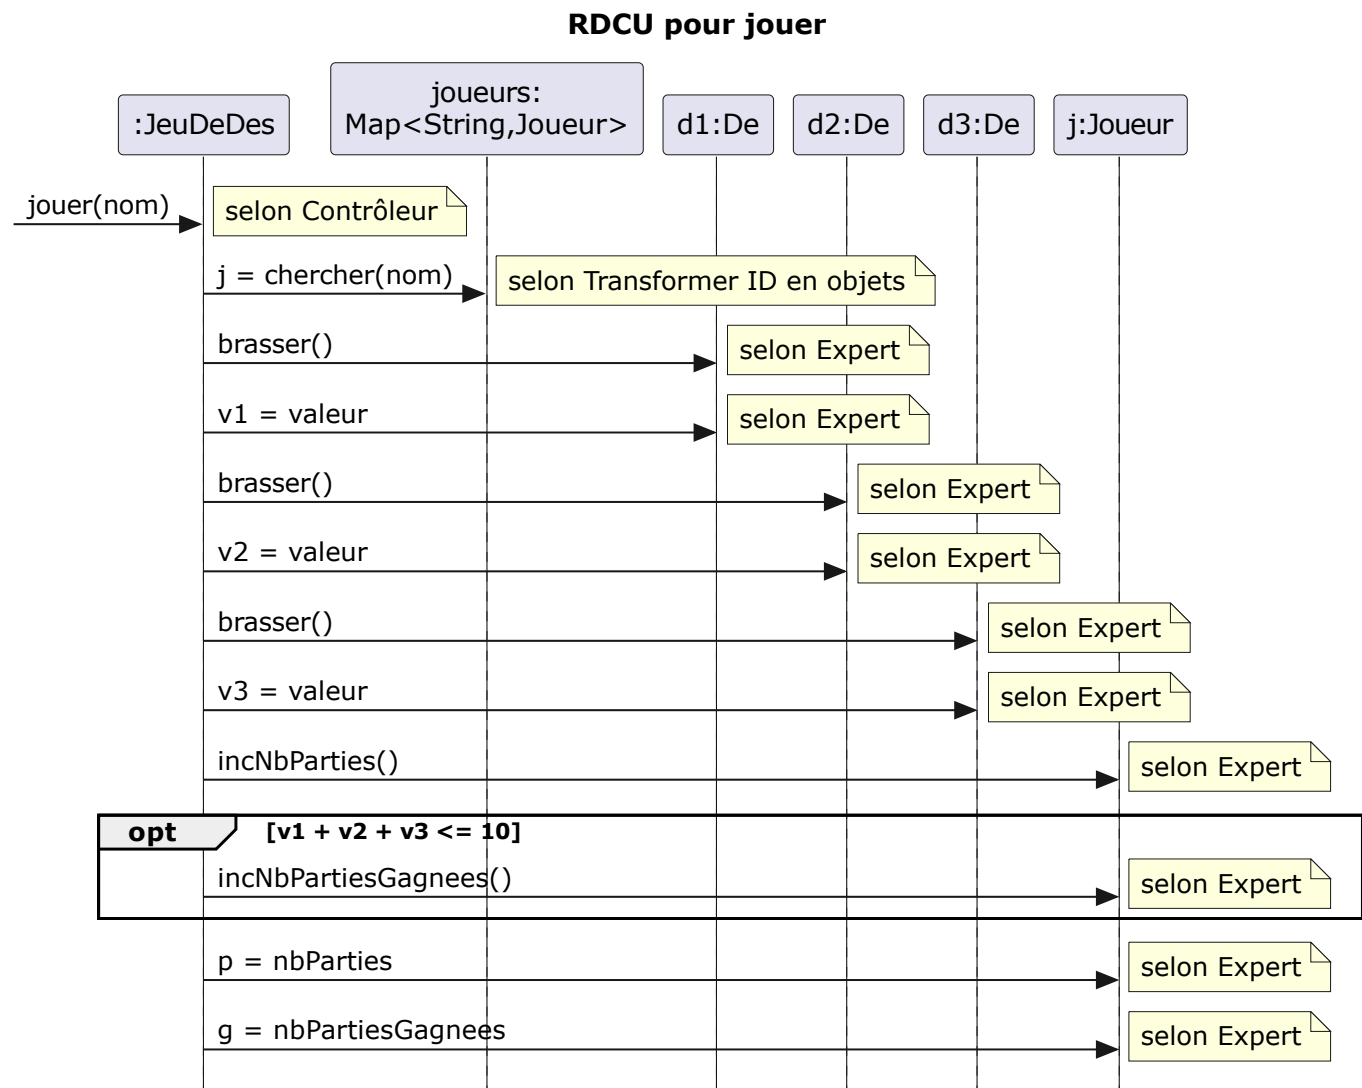 RDCU pour jouer
:JeuDeDes
joueurs:
Map<String,Joueur>
d1:De
d2:De
d3:De
j:Joueur
jouer(nom)
selon Contrôleur
j = chercher(nom)
selon Transformer ID en objets
brasser()
selon Expert
v1 = valeur
selon Expert
brasser()
selon Expert
v2 = valeur
selon Expert
brasser()
selon Expert
v3 = valeur
selon Expert
incNbParties()
selon Expert
opt
[v1 + v2 + v3 <= 10]
incNbPartiesGagnees()
selon Expert
p = nbParties
selon Expert
g = nbPartiesGagnees
selon Expert